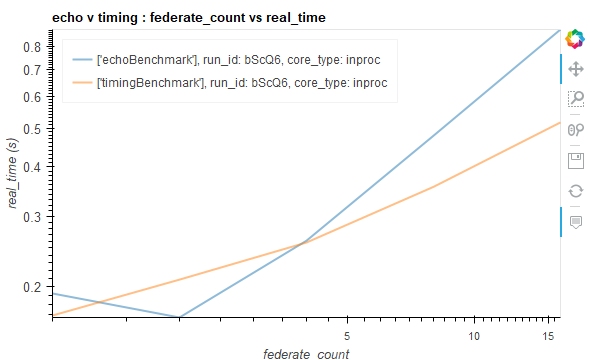 echo v timing : federate_count vs real_time
['echoBenchmark'], run_id: bScQ6, core_type: inproc
['timingBenchmark'], run_id: bScQ6, core_type: inproc
real_time (s)
0.8
0.7
0.6
0.5
0.4
0.3
0.2
5
10
15
federate_count